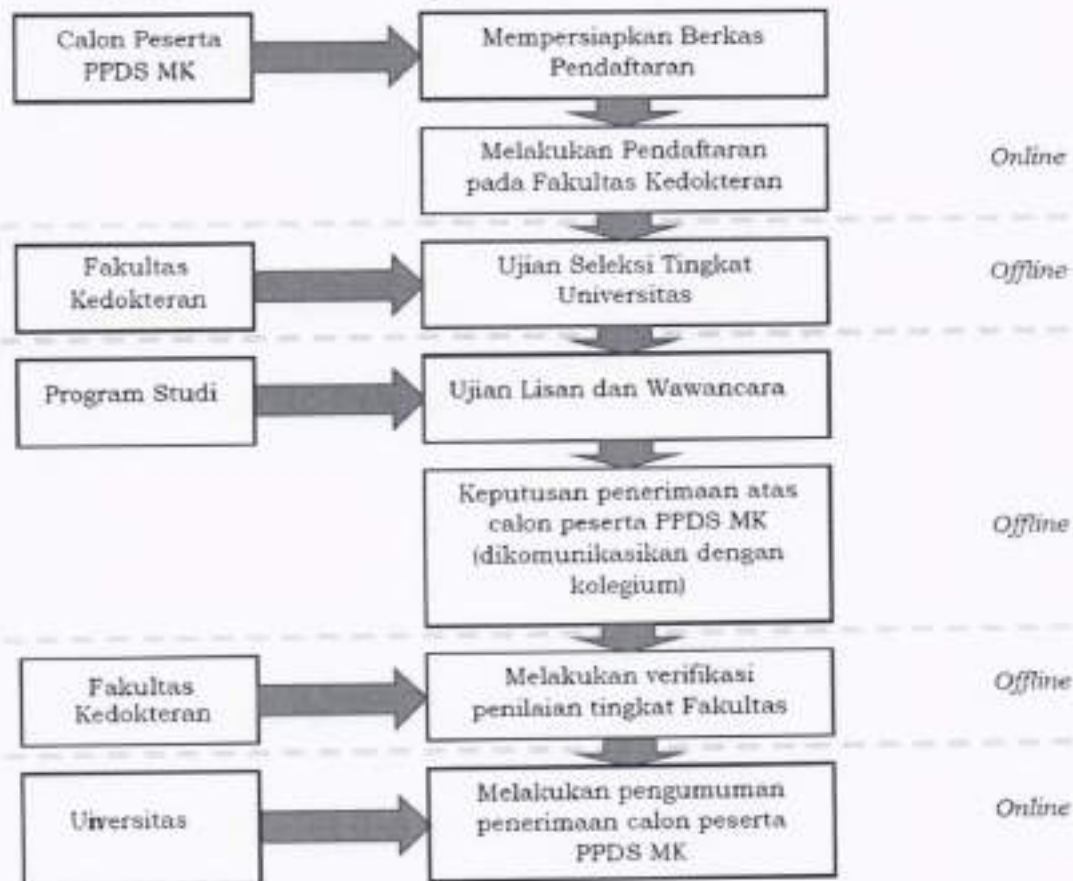 Calon Peserta
PPDS MK
Mempersiapkan Berkas
Pendaftaran
Melakukan Pendaftaran
pada Fakultas Kedokteran
Online
Fakultas
Kedokteran
Ujian Seleksi Tingkat
Universitas
Offline
Program Studi
Ujian Lisan dan Wawancara
Keputusan penerimaan atas
calon peserta PPDS MK
(dikomunikasikan dengan
kolegium)
Offline
Fakultas
Kedokteran
Melakukan verifikasi
penilaian tingkat Fakultas
Offline
Uiversitas
Melakukan pengumuman
penerimaan calon peserta
PPDS MK
Online